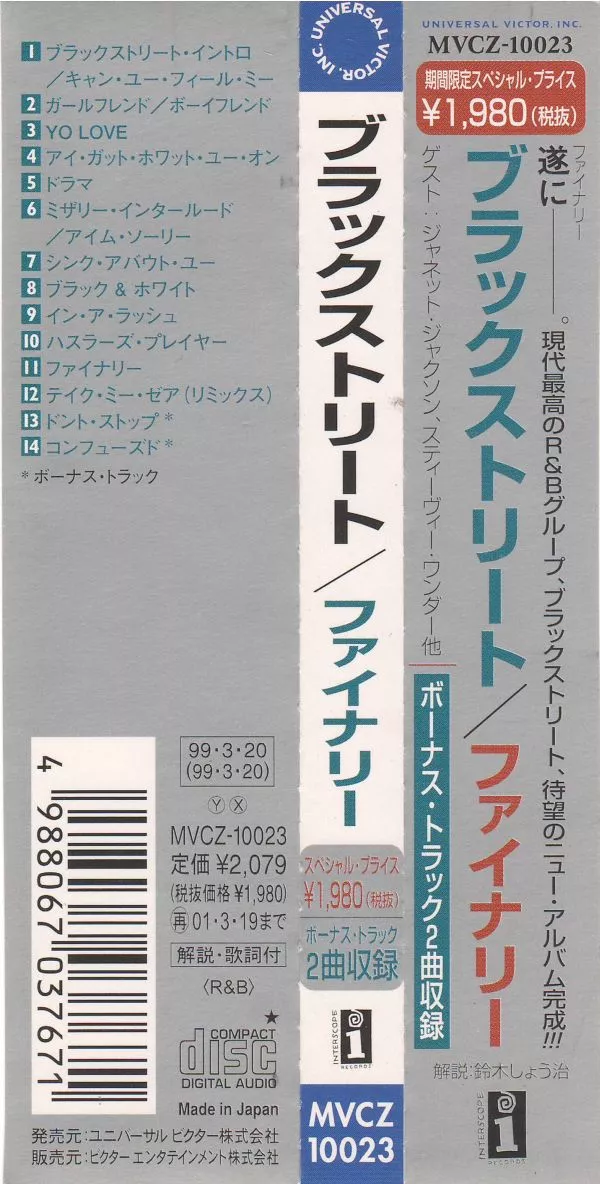 1 ブラックストリート・イントロ
／キャン・ユー・フィール・ミー
2 ガールフレンド／ボーイフレンド
3 YO LOVE
4 アイ・ガット・ホワット・ユー・オン
5 ドラマ
6 ミザリー・インタールード
／アイム・ソーリー
7 シンク・アバウト・ユー
8 ブラック & ホワイト
9 イン・ア・ラッシュ
10 ハスラーズ・プレイヤー
11 ファイナリー
12 テイク・ミー・ゼア（リミックス）
13 ドント・ストップ*
14 コンフューズド*
*ボーナス・トラック
4 988067 037671
99・3・20
(99・3・20)
Ⓨ Ⓧ
MVCZ-10023
定価 ¥2,079
(税抜価格 ¥1,980)
再 01・3・19まで
解説・歌詞付
〈R&B〉
★
COMPACT
disc
DIGITAL AUDIO
Made in Japan
発売元：ユニバーサル ビクター株式会社
販売元：ビクター エンタテインメント株式会社
UNIVERSAL VICTOR, INC.
ブラックストリート／ファイナリー
スペシャル・プライス
¥1,980（税抜）
ボーナス・トラック
2曲収録
INTERSCOPE
i
RECORDS
MVCZ
10023
UNIVERSAL VICTOR, INC.
MVCZ-10023
期間限定スペシャル・プライス
¥1,980（税抜）
ファイナリー
遂に――。現代最高のR&Bグループ、ブラックストリート、待望のニュー・アルバム完成!!!
ブラックストリート／ファイナリー
ゲスト：ジャネット・ジャクソン、スティーヴィー・ワンダー他
ボーナス・トラック2曲収録
解説：鈴木しょう治
INTERSCOPE
i
RECORDS